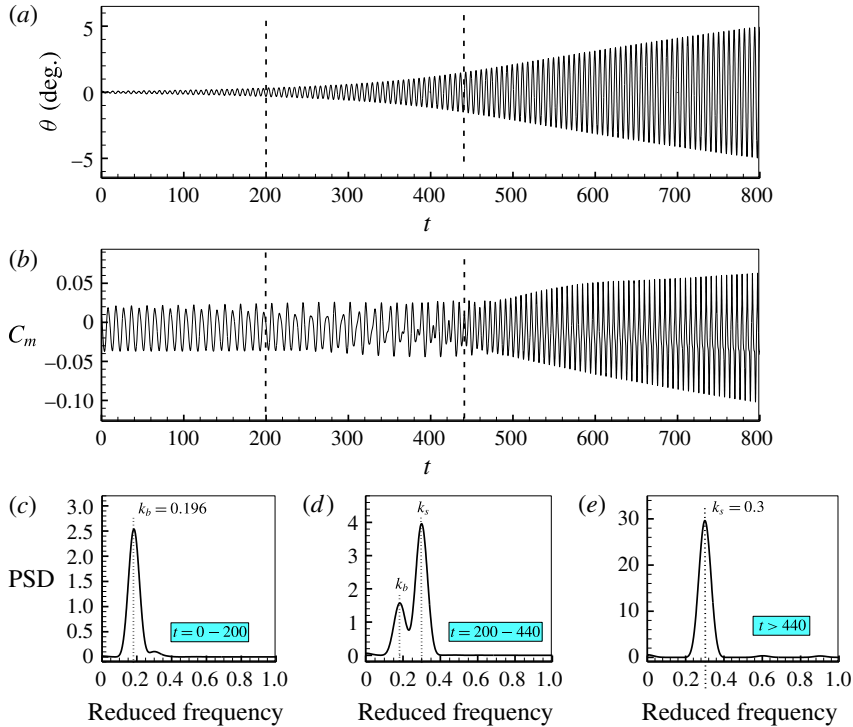 (a)
θ (deg.)
5
0
−5
0 100 200 300 400 500 600 700 800
t
(b)
C_m
0.05
0
−0.05
−0.10
0 100 200 300 400 500 600 700 800
t
(c)
PSD
3.0
2.5
2.0
1.5
1.0
0.5
0
k_b = 0.196
t = 0 – 200
0 0.2 0.4 0.6 0.8 1.0
Reduced frequency
(d)
4
3
2
1
0
k_s
k_b
t = 200 – 440
0 0.2 0.4 0.6 0.8 1.0
Reduced frequency
(e)
30
20
10
0
k_s = 0.3
t > 440
0 0.2 0.4 0.6 0.8 1.0
Reduced frequency